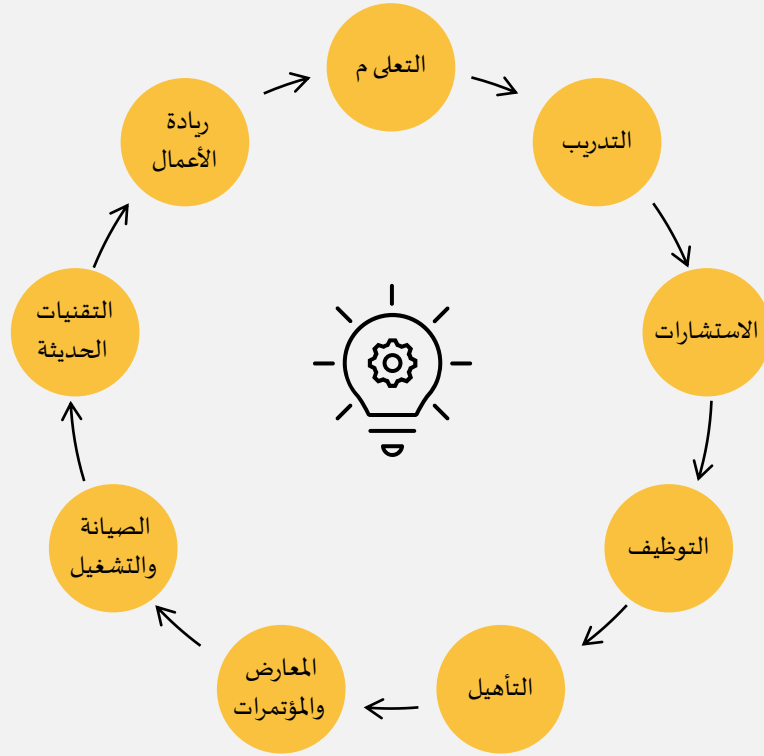 التعلى م
التدريب
الاستشارات
التوظيف
التأهيل
المعارض
والمؤتمرات
الصيانة
والتشغيل
التقنيات
الحديثة
ريادة
الأعمال